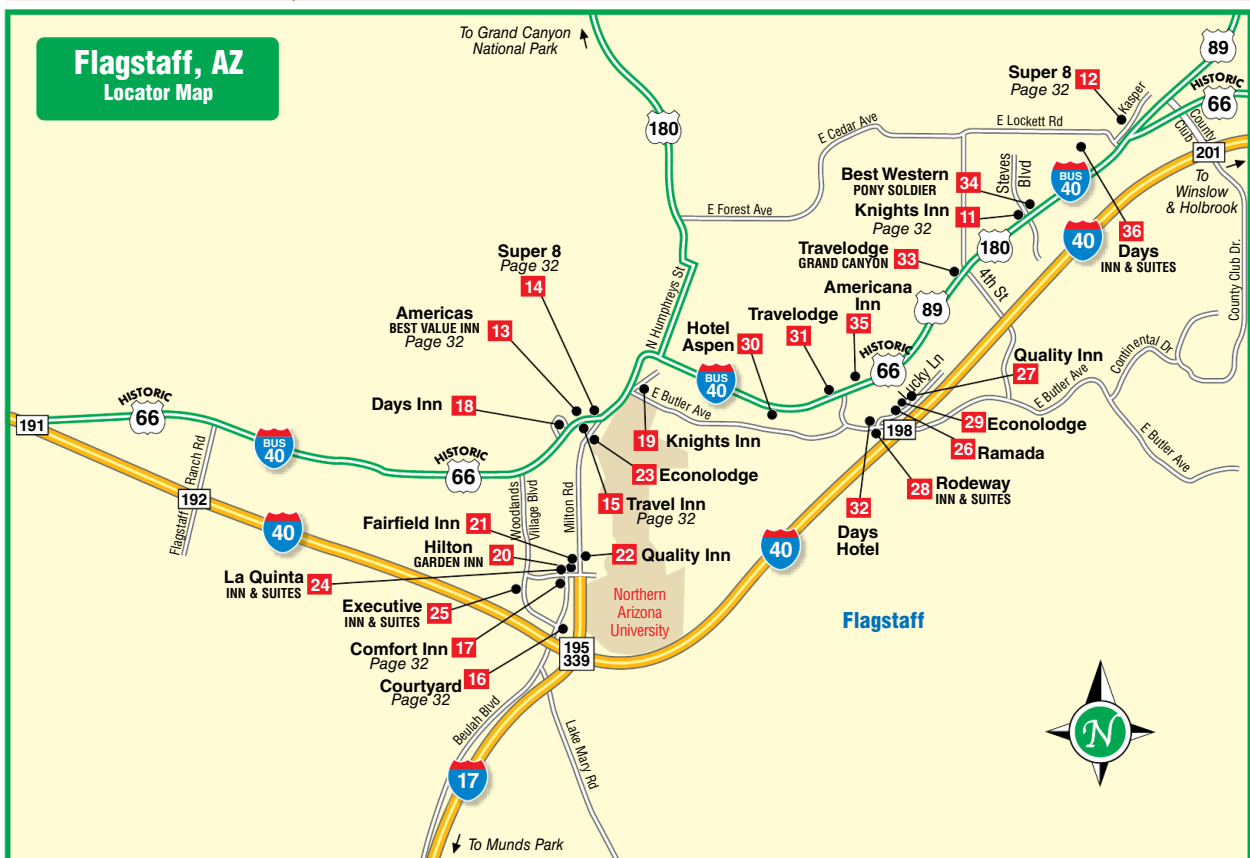 Flagstaff, AZ
Locator Map
To Grand Canyon
National Park
180
89
HISTORIC
66
Super 8 12
Page 32
Kasper
E Lockett Rd
E Cedar Ave
County
Club
201
To
Winslow
& Holbrook
BUS
40
Steves
Blvd
Best Western 34
PONY SOLDIER
Knights Inn 11
Page 32
E Forest Ave
36
Days
INN & SUITES
40
180
Travelodge 33
GRAND CANYON
4th St
County Club Dr.
Super 8
Page 32
14
N Humphreys St
Americas 13
BEST VALUE INN
Page 32
Americana
Inn
35
89
Travelodge
31
Hotel
Aspen 30
HISTORIC
66
BUS
40
Quality Inn
27
Continental Dr
E Butler Ave
E Butler Ave
E Butler Ave
29 Econolodge
198
26 Ramada
28 Rodeway
INN & SUITES
32
Days
Hotel
191
HISTORIC
66
BUS
40
Ranch Rd
Flagstaff
192
Days Inn 18
19 Knights Inn
HISTORIC
66
23 Econolodge
15 Travel Inn
Page 32
Woodlands
Village Blvd
Milton Rd
40
Fairfield Inn 21
Hilton 20
GARDEN INN
22 Quality Inn
40
La Quinta 24
INN & SUITES
Executive 25
INN & SUITES
Northern
Arizona
University
Flagstaff
Comfort Inn 17
Page 32
195
339
Courtyard 16
Page 32
Beulah Blvd
Lake Mary Rd
N
17
To Munds Park